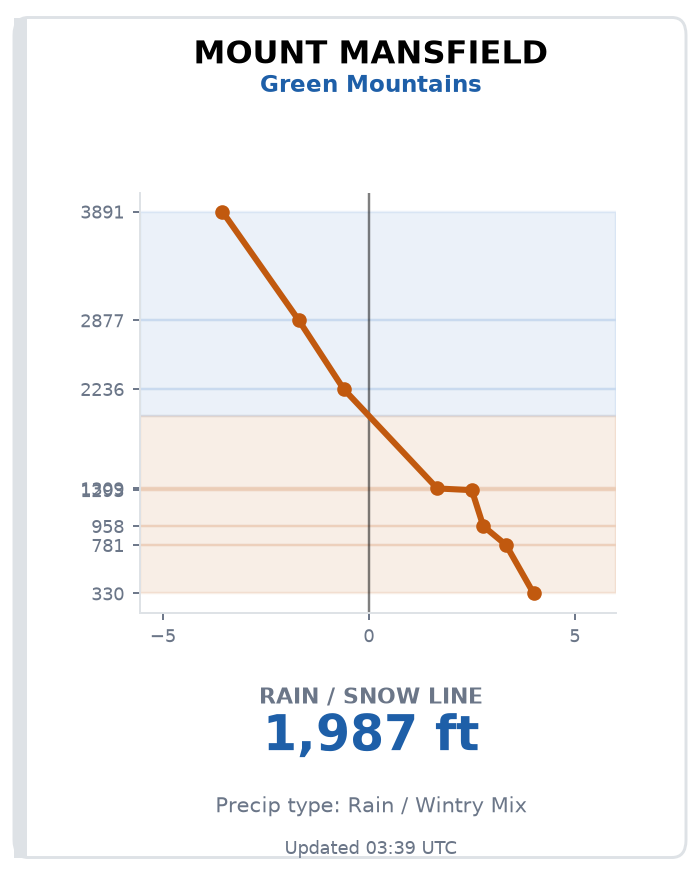 MOUNT MANSFIELD
Green Mountains
3891
2877
2236
958
781
330
−5 0 5
RAIN / SNOW LINE
1,987 ft
Precip type: Rain / Wintry Mix
Updated 03:39 UTC